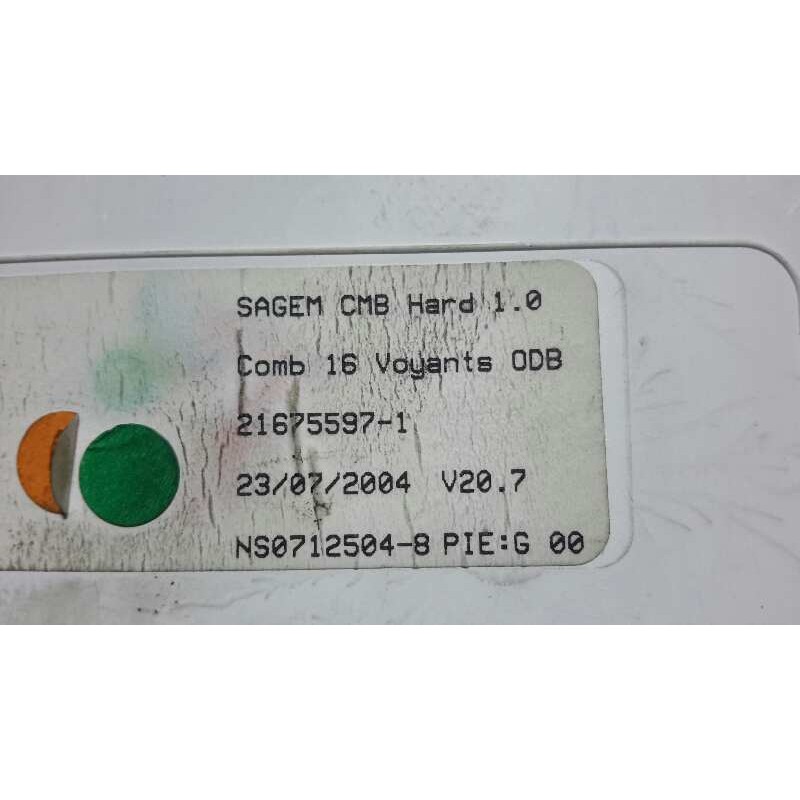 SAGEM CMB Hard 1.0
Comb 16 Voyants ODB
21675597-1
23/07/2004 V20.7
NS0712504-8 PIE:G 00